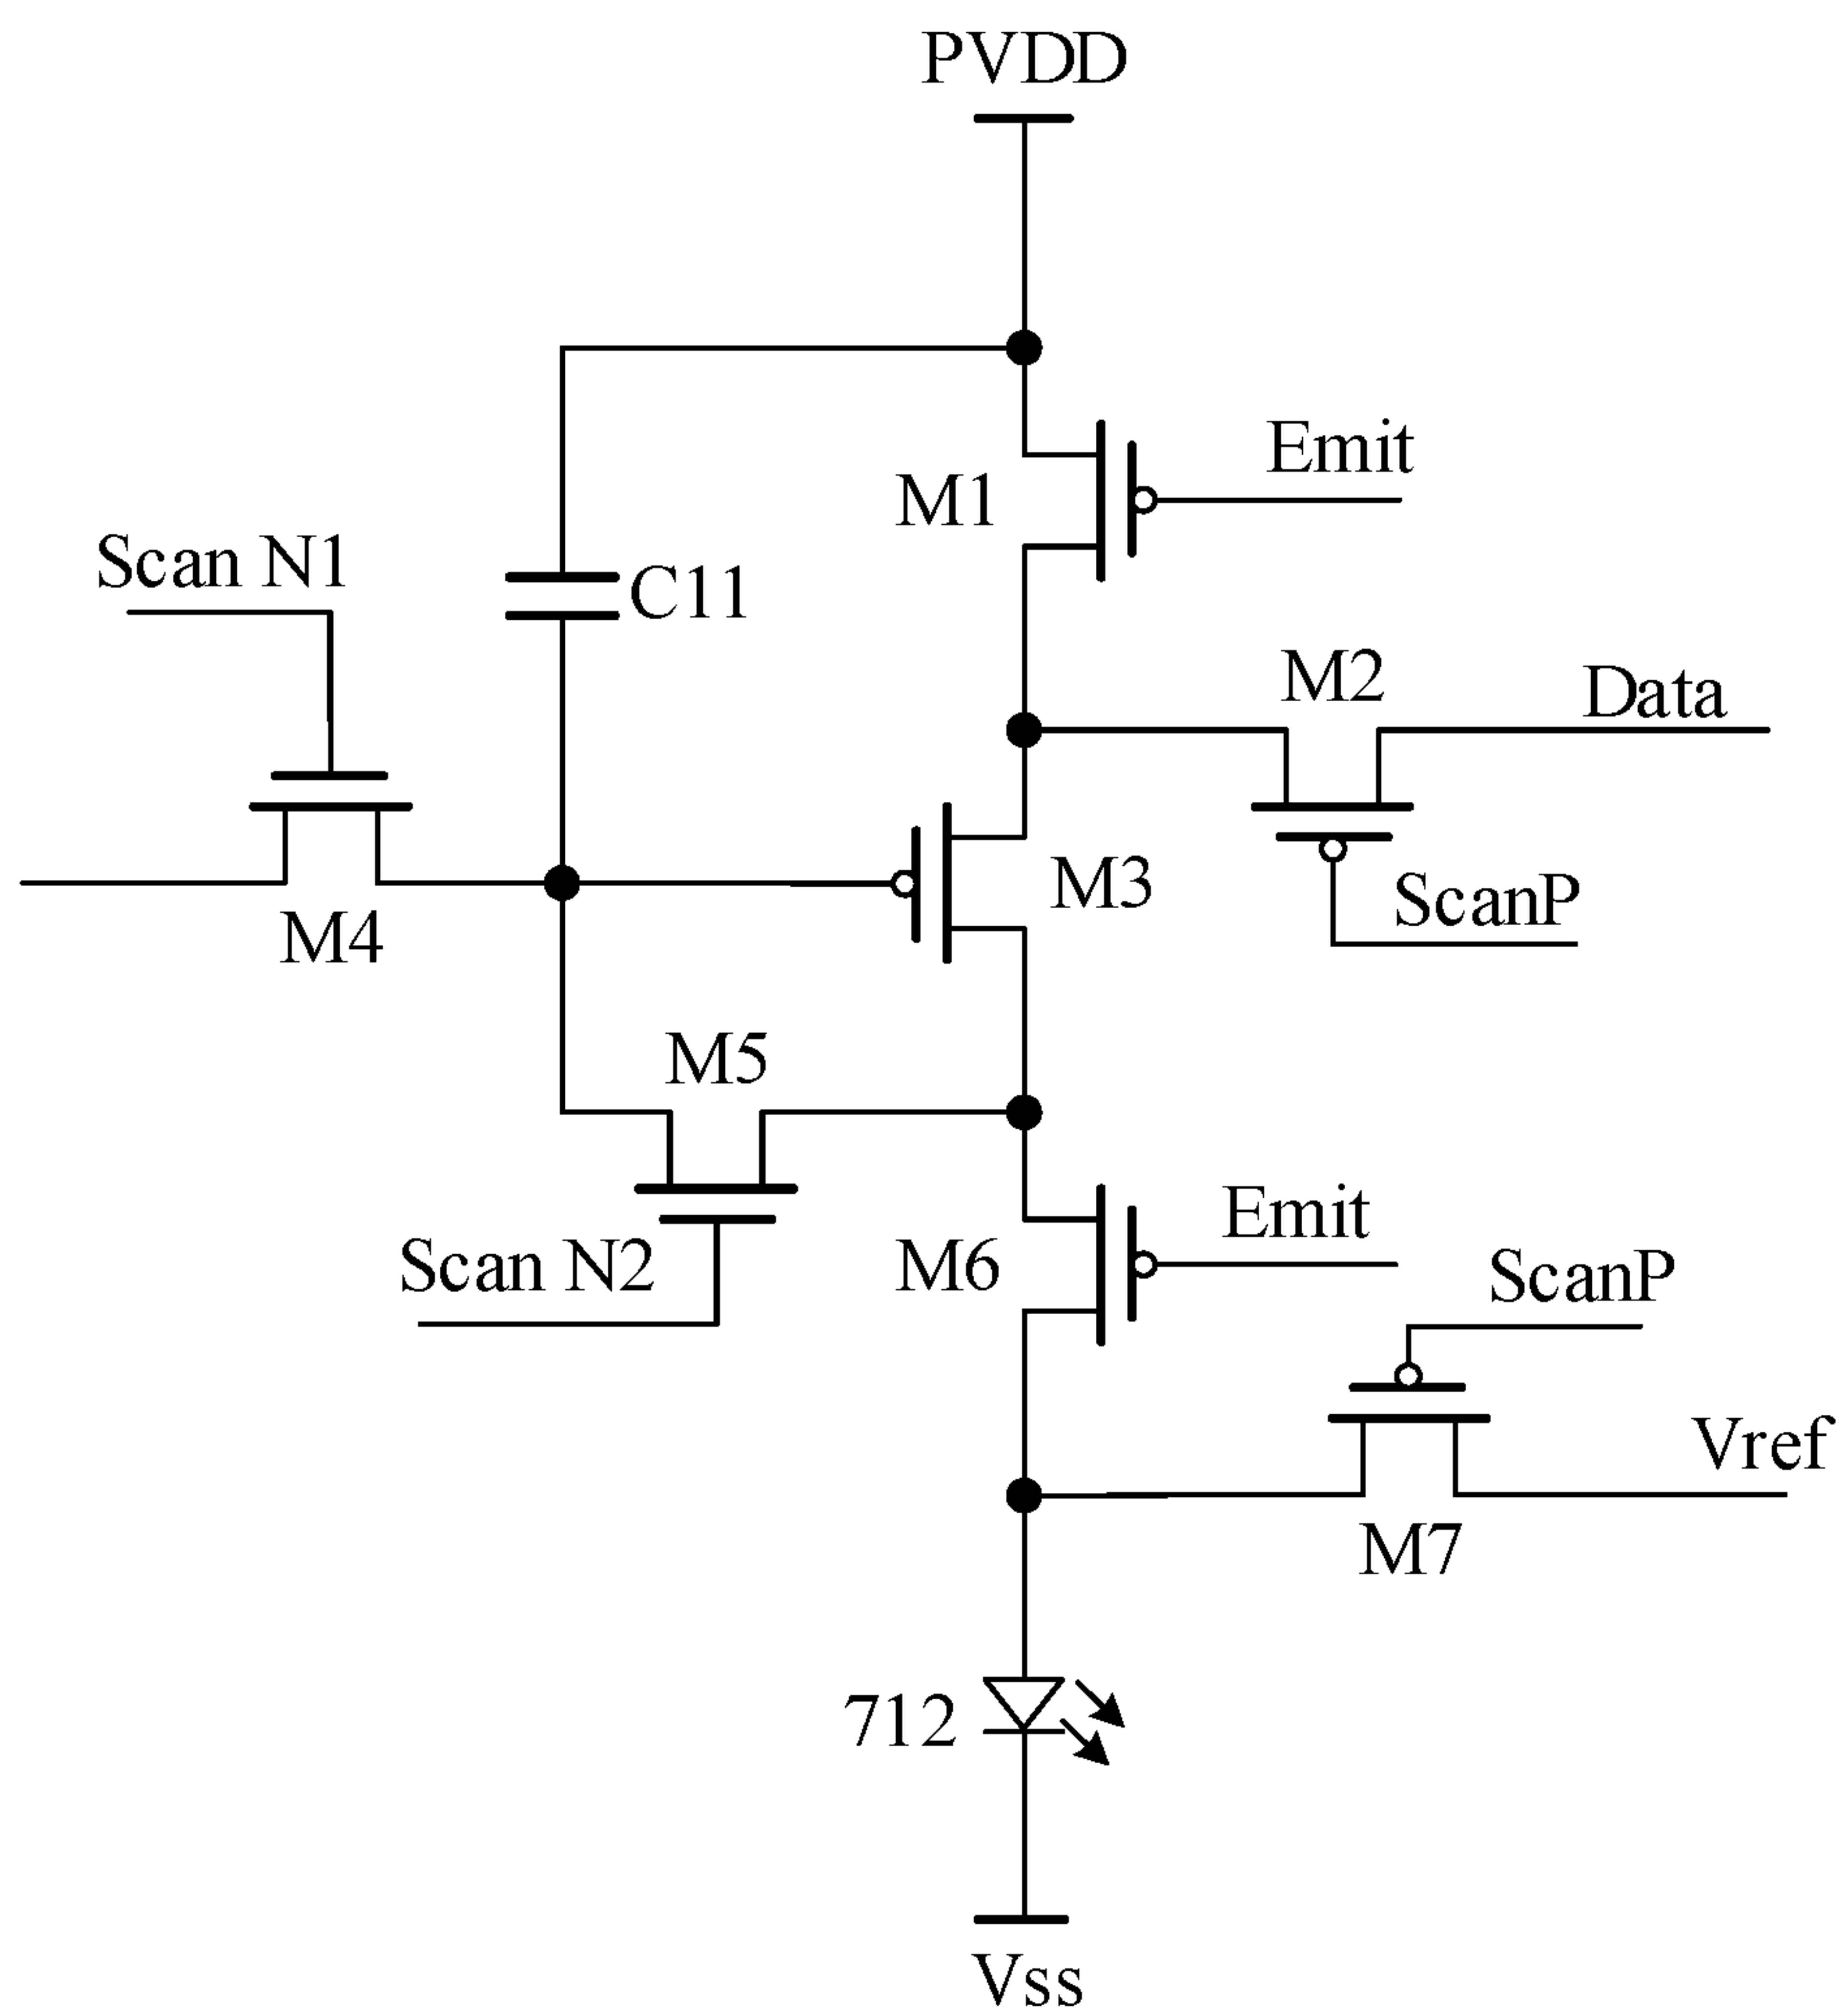 PVDD
Emit
M1
Scan N1
C11
M2
Data
M3
ScanP
M4
M5
Emit
Scan N2
M6
ScanP
Vref
M7
712
Vss